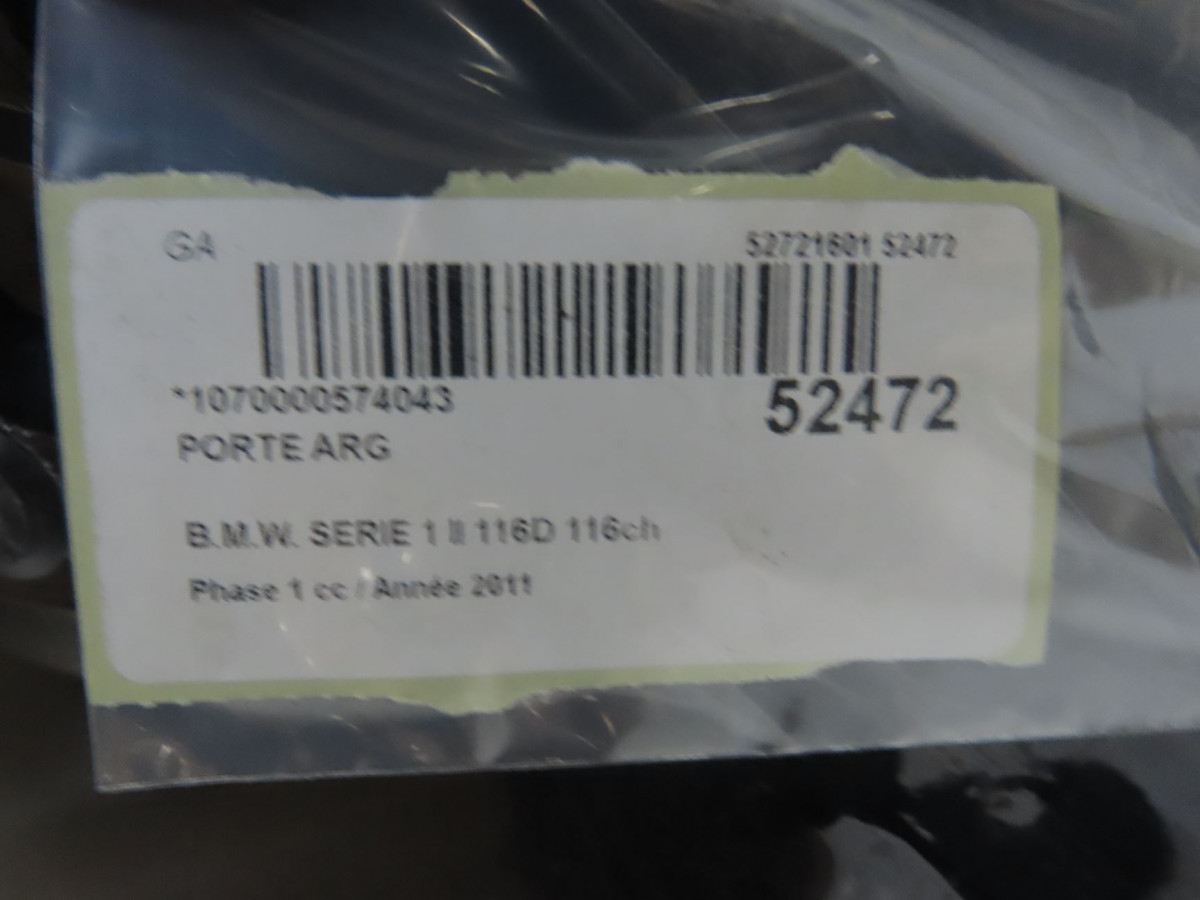 GA 52721601 52472
*1070000574043 52472
PORTE ARG
B.M.W. SERIE 1 II 116D 116ch
Phase 1 cc / Année 2011